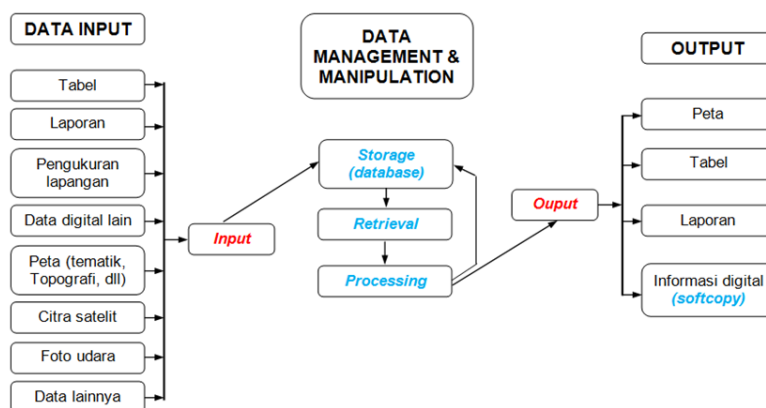 DATA INPUT
Tabel
Laporan
Pengukuran
lapangan
Data digital lain
Peta (tematik,
Topografi, dll)
Citra satelit
Foto udara
Data lainnya
Input
DATA
MANAGEMENT &
MANIPULATION
Storage
(database)
Retrieval
Processing
Ouput
OUTPUT
Peta
Tabel
Laporan
Informasi digital
(softcopy)